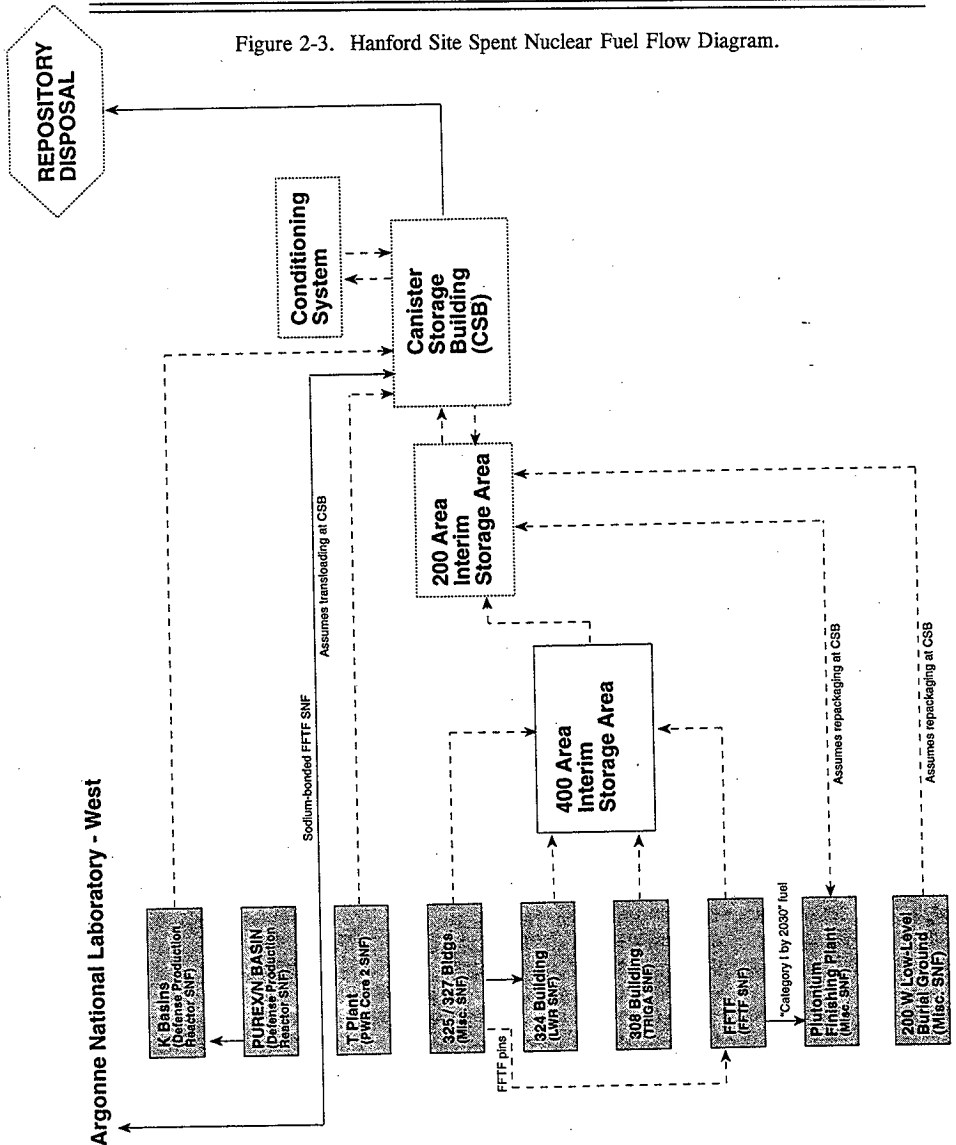 Figure 2-3. Hanford Site Spent Nuclear Fuel Flow Diagram.
REPOSITORY
DISPOSAL
Conditioning
System
Canister
Storage
Building
(CSB)
200 Area
Interim
Storage Area
400 Area
Interim
Storage Area
Argonne National Laboratory - West
Sodium-bonded FFTF SNF
Assumes transloading at CSB
K Basins
(Defense Production
Reactor SNF)
PUREX/N BASIN
(Defense Production
Reactor SNF)
T Plant
(PWR Core 2 SNF)
325/327 Bldgs.
(Misc. SNF)
324 Building
(LWR SNF)
308 Building
(TRIGA SNF)
FFTF pins
FFTF
(FFTF SNF)
"Category I by 2030" fuel
Plutonium
Finishing Plant
(Misc. SNF)
Assumes repackaging at CSB
200 W Low-Level
Burial Ground
(Misc. SNF)
Assumes repackaging at CSB